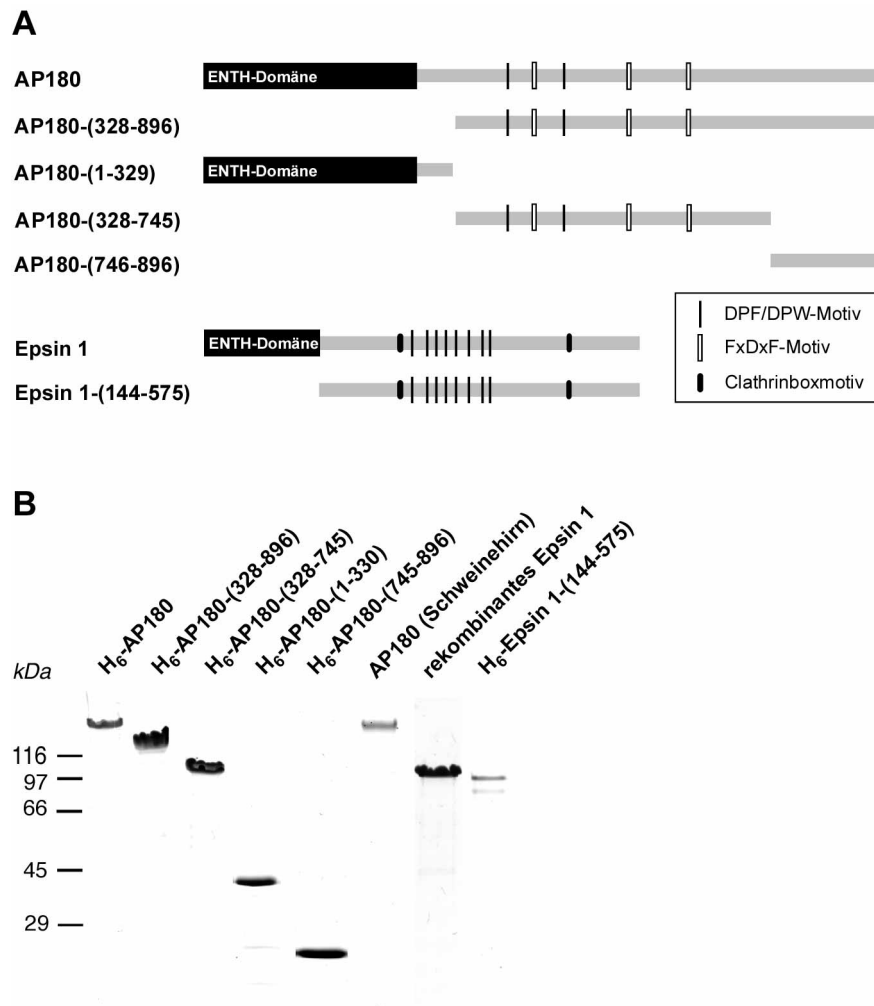 A
AP180
ENTH-Domäne
AP180-(328-896)
AP180-(1-329)
ENTH-Domäne
AP180-(328-745)
AP180-(746-896)
Epsin 1
ENTH-Domäne
Epsin 1-(144-575)
DPF/DPW-Motiv
FxDxF-Motiv
Clathrinboxmotiv
B
kDa
H₆-AP180
H₆-AP180-(328-896)
H₆-AP180-(328-745)
H₆-AP180-(1-330)
H₆-AP180-(745-896)
AP180 (Schweinehirn)
rekombinantes Epsin 1
H₆-Epsin 1-(144-575)
116
97
66
45
29